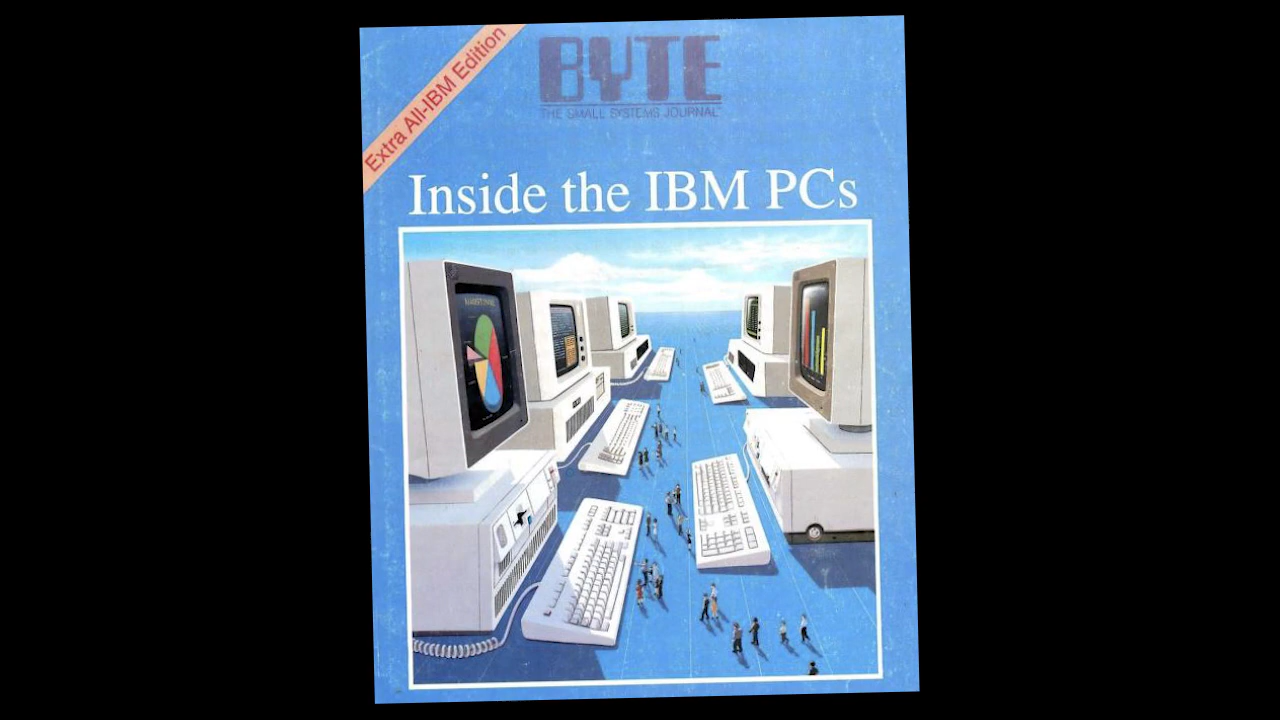 Extra All-IBM Edition
BYTE
THE SMALL SYSTEMS JOURNAL
Inside the IBM PCs